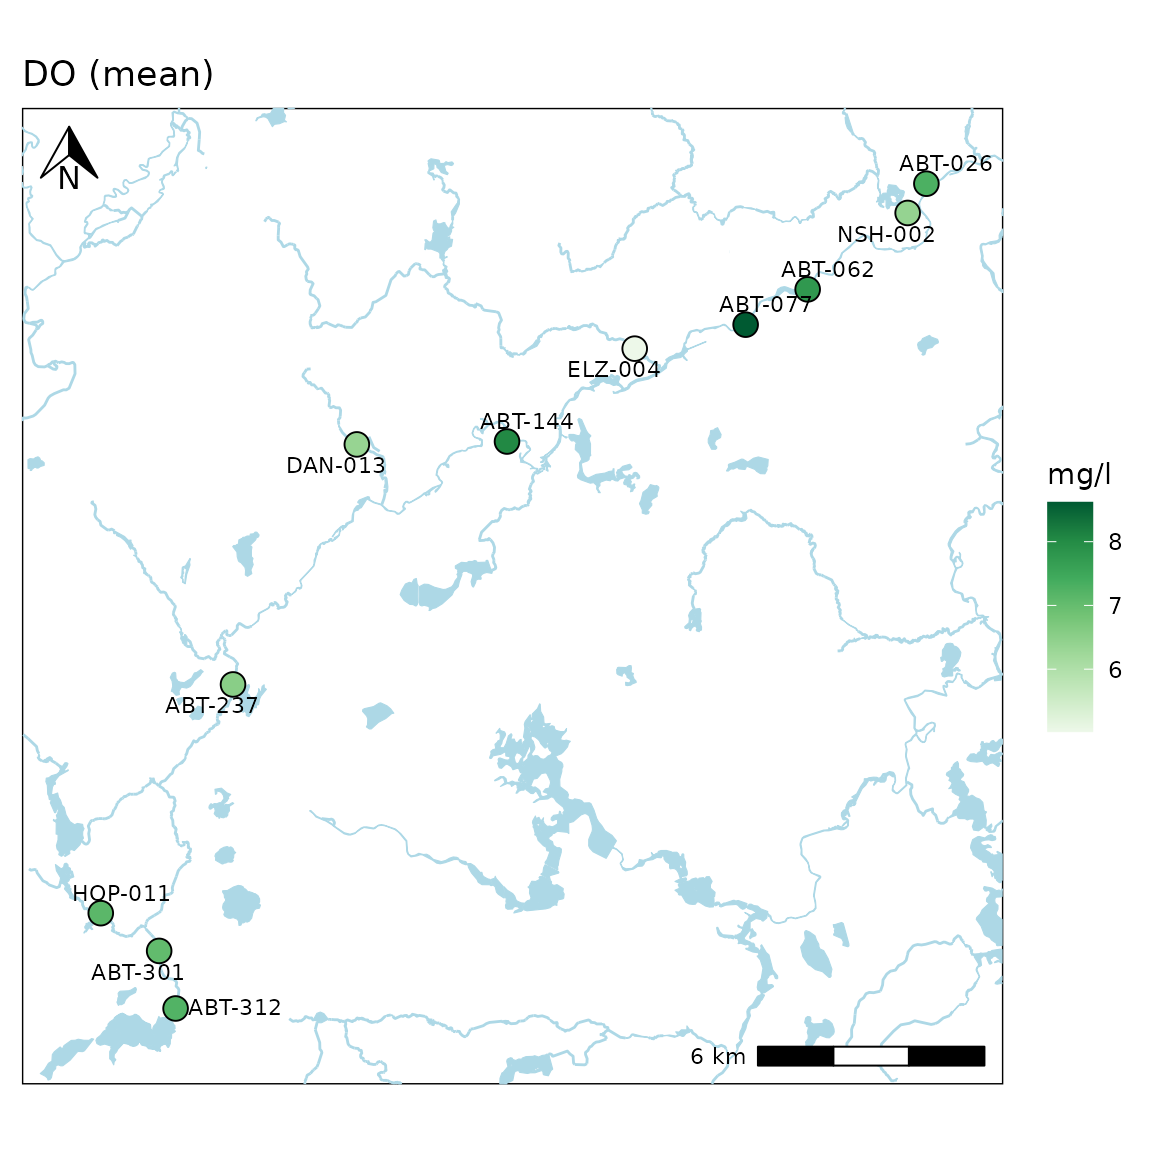 DO (mean)
N
ABT-026
NSH-002
ABT-062
ABT-077
ELZ-004
ABT-144
DAN-013
mg/l
8
7
6
ABT-237
HOP-011
ABT-301
ABT-312
6 km